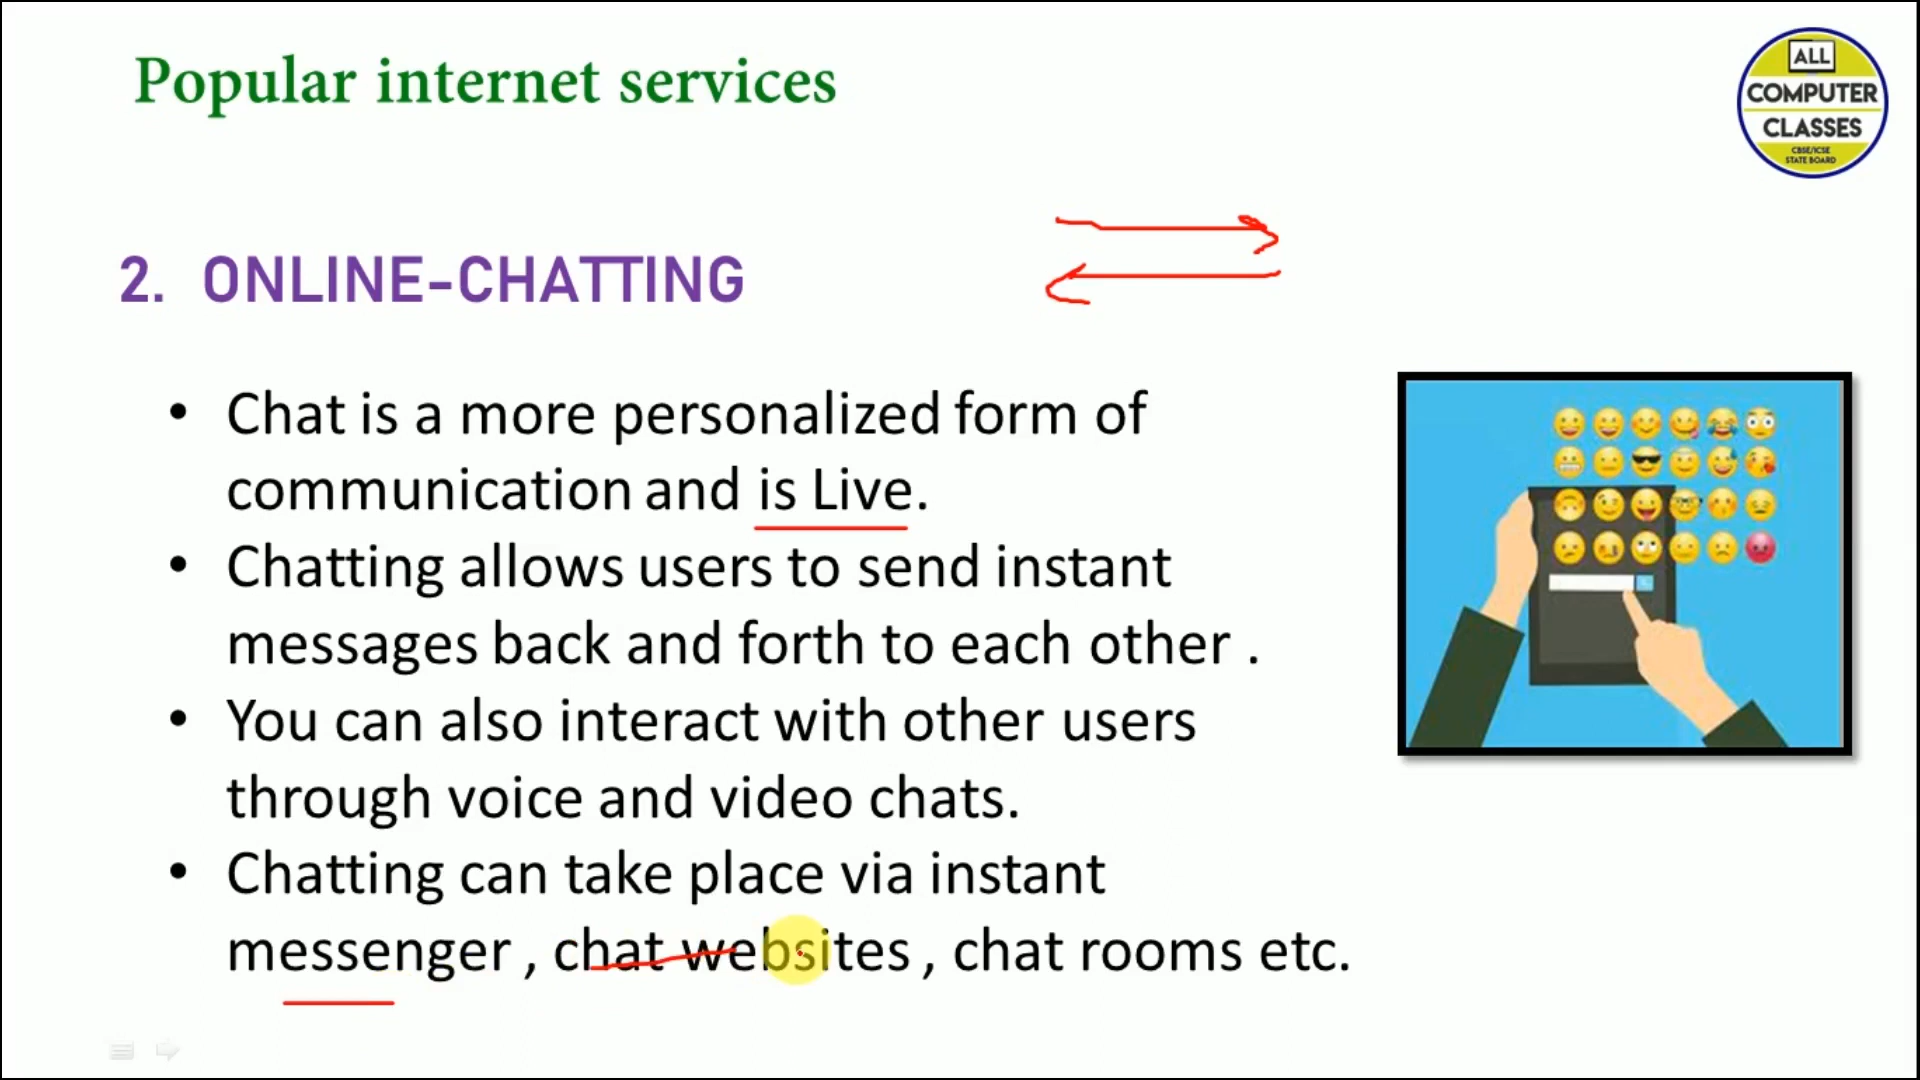 Popular internet services
ALL
COMPUTER
CLASSES
CBSE/ICSE
STATE BOARD
2. ONLINE-CHATTING
• Chat is a more personalized form of
communication and is Live.
• Chatting allows users to send instant
messages back and forth to each other .
• You can also interact with other users
through voice and video chats.
• Chatting can take place via instant
messenger , chat websites , chat rooms etc.